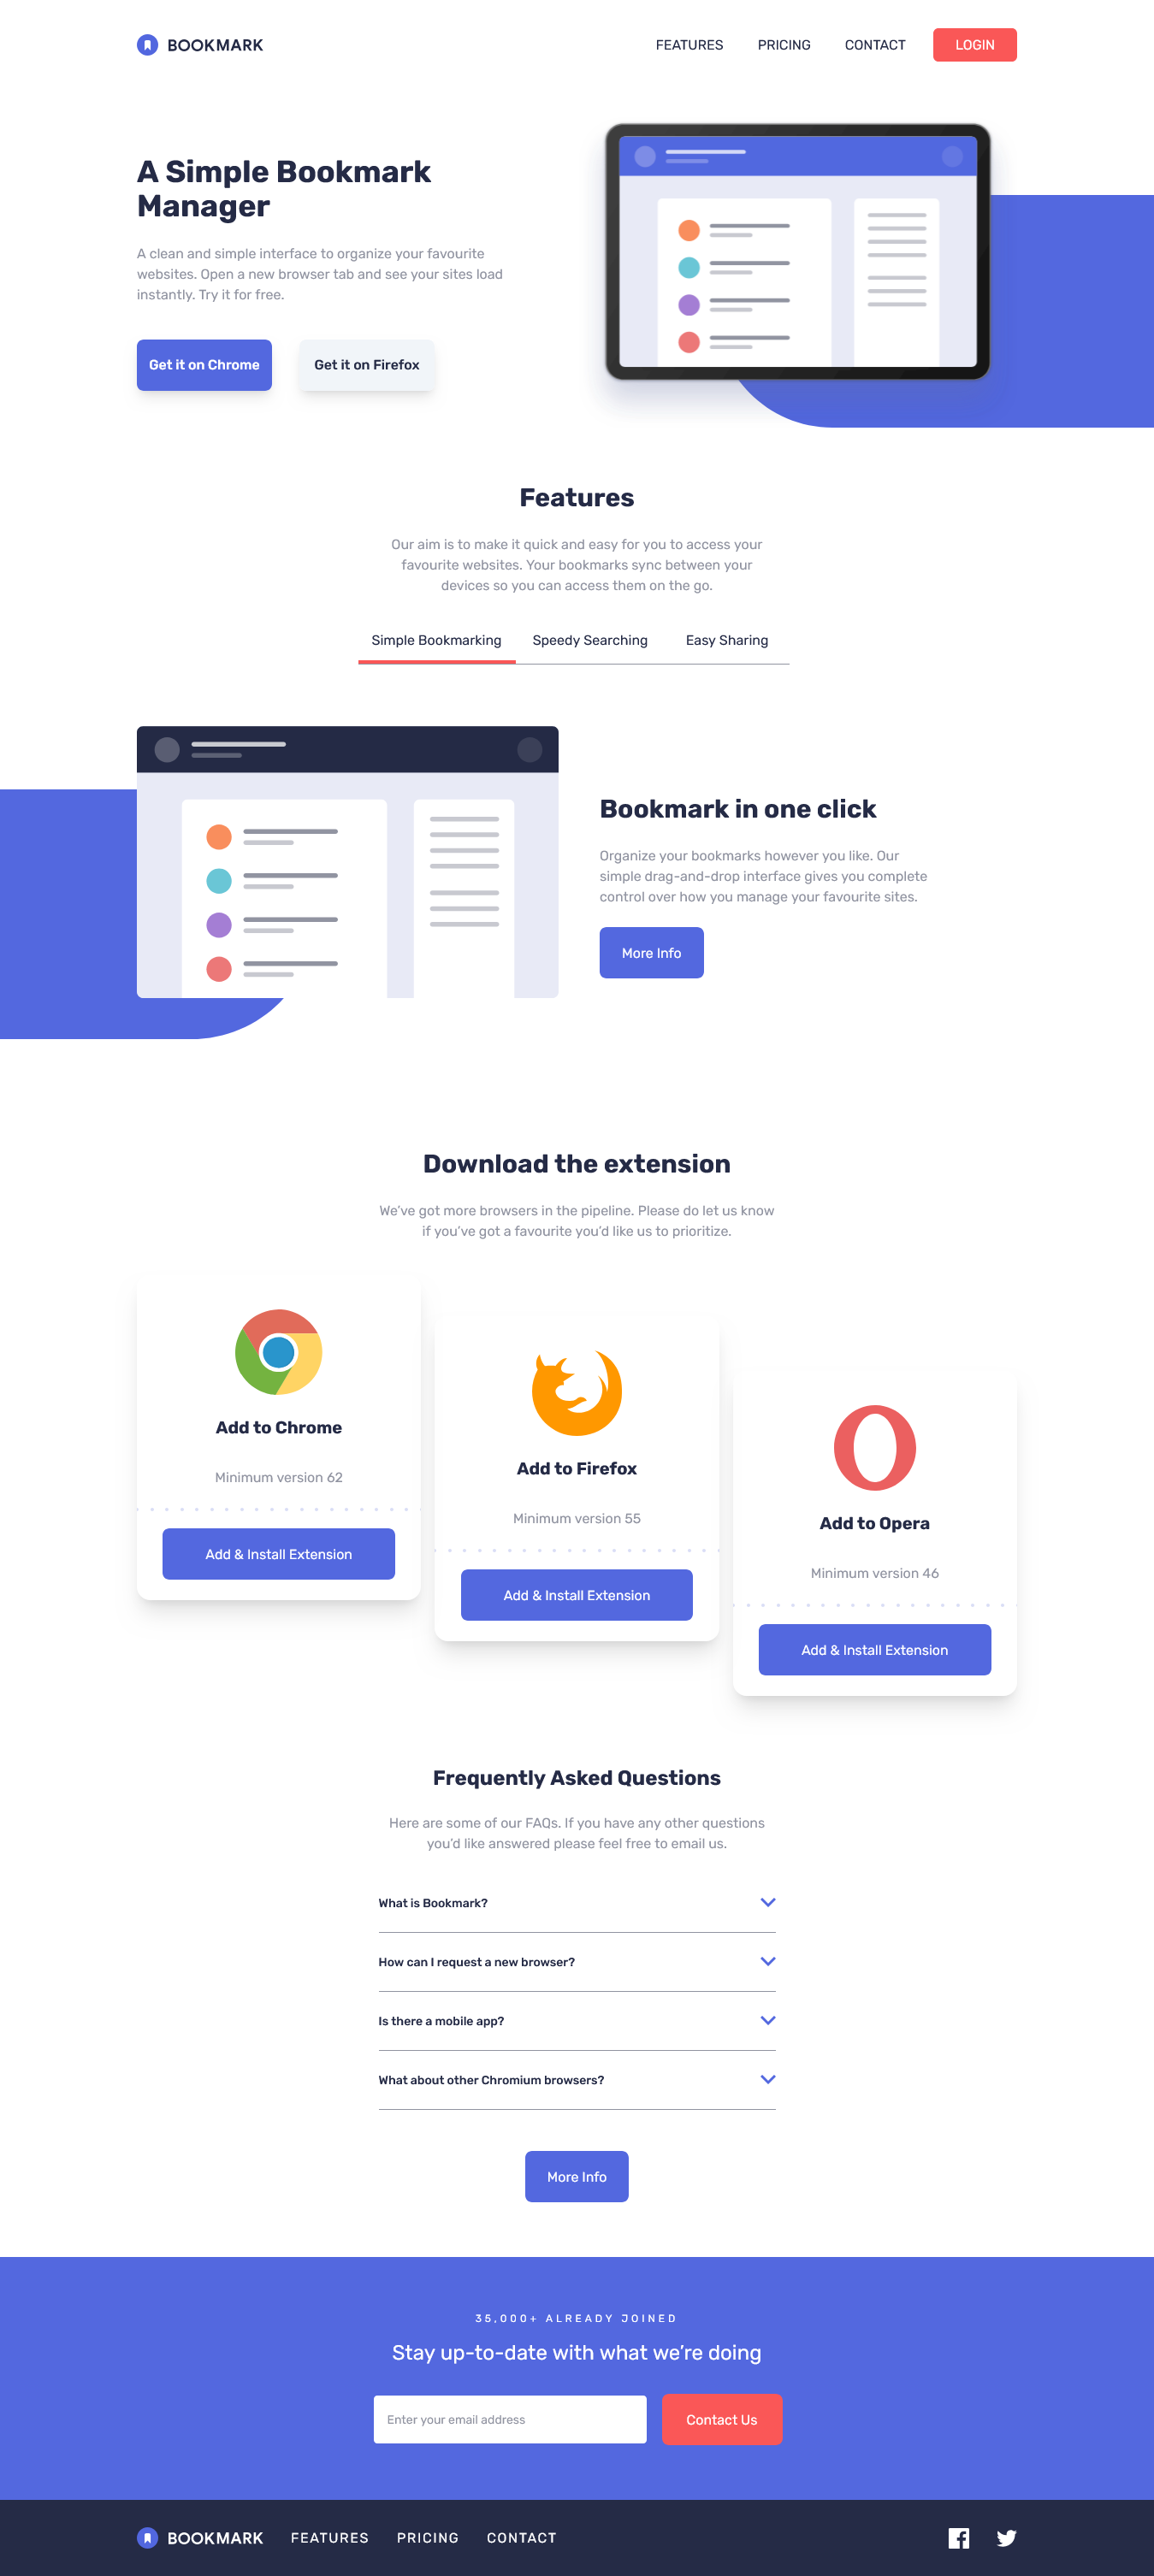 BOOKMARK
FEATURES PRICING CONTACT LOGIN
A Simple Bookmark
Manager
A clean and simple interface to organize your favourite
websites. Open a new browser tab and see your sites load
instantly. Try it for free.
Get it on Chrome
Get it on Firefox
Features
Our aim is to make it quick and easy for you to access your
favourite websites. Your bookmarks sync between your
devices so you can access them on the go.
Simple Bookmarking
Speedy Searching
Easy Sharing
Bookmark in one click
Organize your bookmarks however you like. Our
simple drag-and-drop interface gives you complete
control over how you manage your favourite sites.
More Info
Download the extension
We’ve got more browsers in the pipeline. Please do let us know
if you’ve got a favourite you’d like us to prioritize.
Add to Chrome
Minimum version 62
Add & Install Extension
Add to Firefox
Minimum version 55
Add & Install Extension
Add to Opera
Minimum version 46
Add & Install Extension
Frequently Asked Questions
Here are some of our FAQs. If you have any other questions
you’d like answered please feel free to email us.
What is Bookmark?
How can I request a new browser?
Is there a mobile app?
What about other Chromium browsers?
More Info
35,000+ ALREADY JOINED
Stay up-to-date with what we’re doing
Enter your email address
Contact Us
BOOKMARK FEATURES PRICING CONTACT